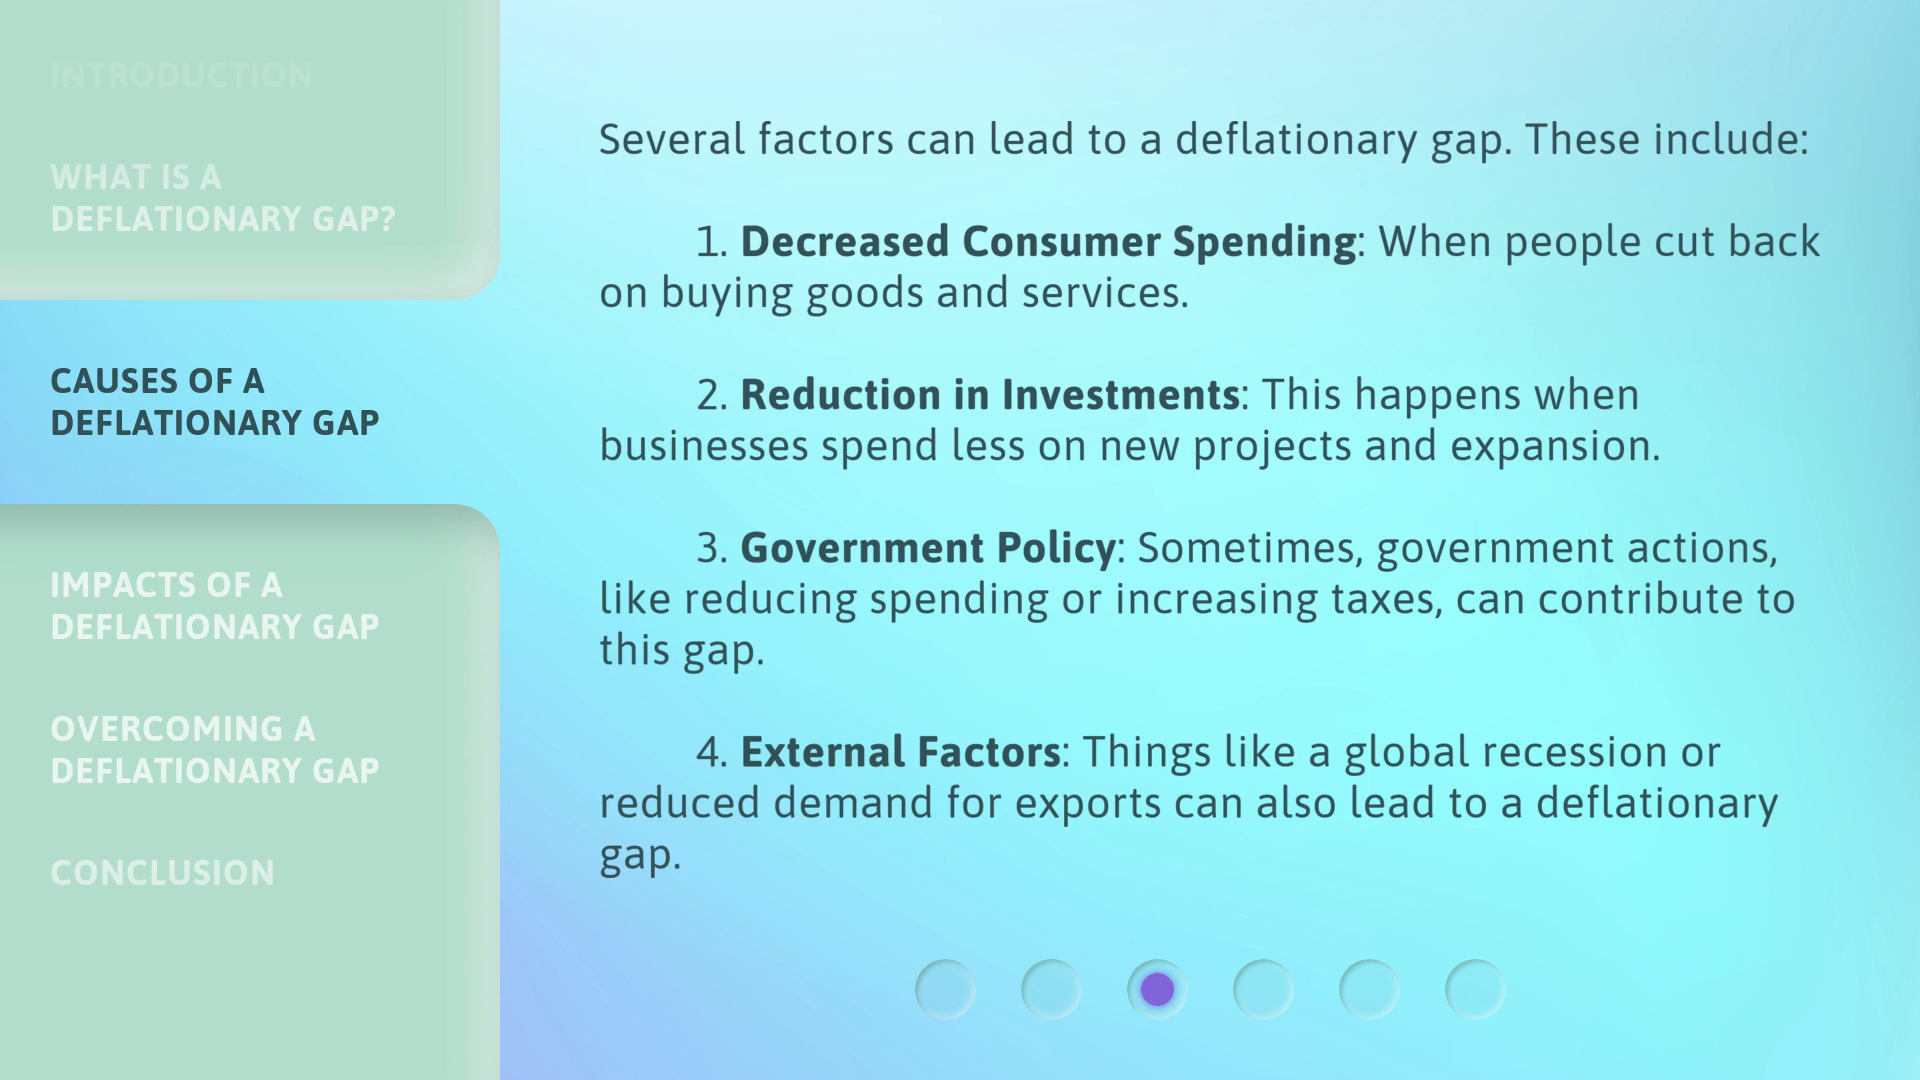 INTRODUCTION
WHAT IS A
DEFLATIONARY GAP?
CAUSES OF A
DEFLATIONARY GAP
IMPACTS OF A
DEFLATIONARY GAP
OVERCOMING A
DEFLATIONARY GAP
CONCLUSION
Several factors can lead to a deflationary gap. These include:
1. Decreased Consumer Spending: When people cut back
on buying goods and services.
2. Reduction in Investments: This happens when
businesses spend less on new projects and expansion.
3. Government Policy: Sometimes, government actions,
like reducing spending or increasing taxes, can contribute to
this gap.
4. External Factors: Things like a global recession or
reduced demand for exports can also lead to a deflationary
gap.